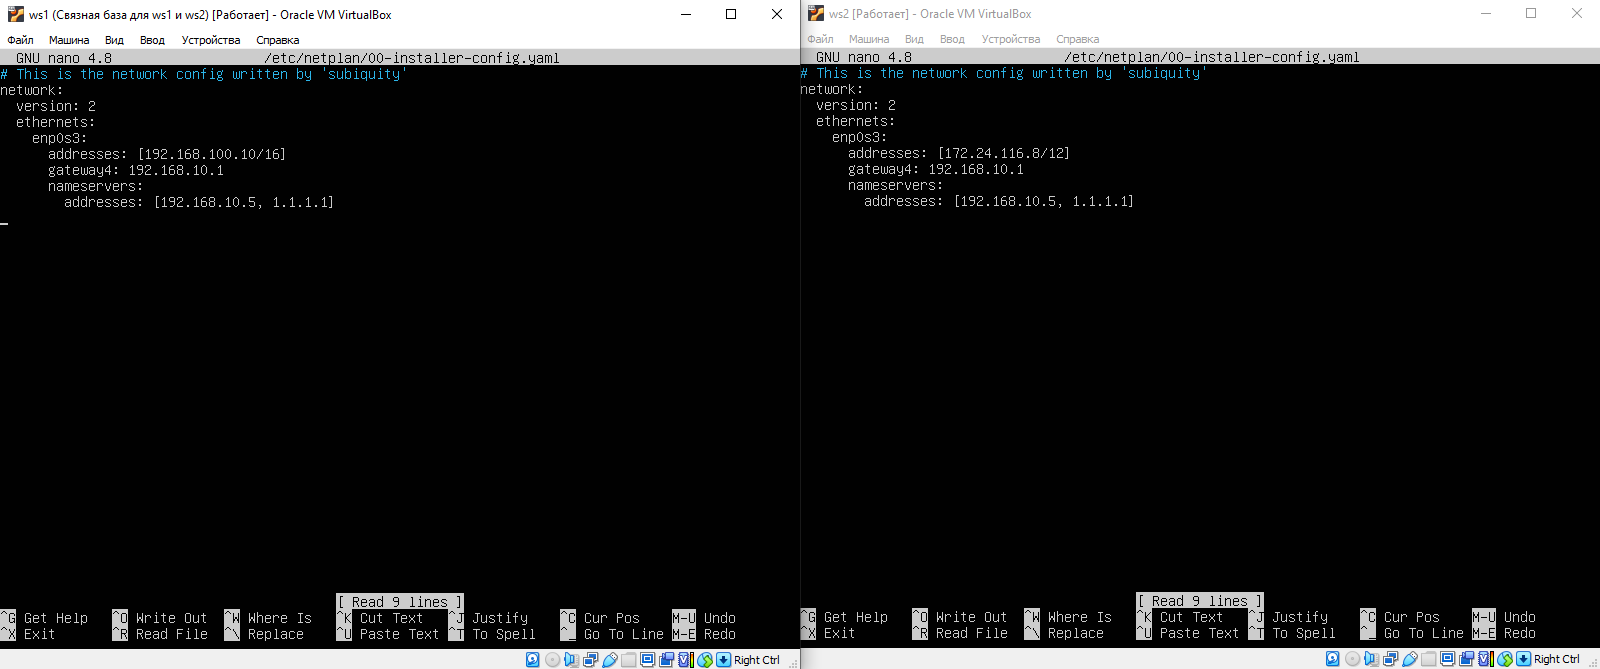 ws1 (Связная база для ws1 и ws2) [Работает] - Oracle VM VirtualBox
Файл Машина Вид Ввод Устройства Справка
GNU nano 4.8 /etc/netplan/00-installer-config.yaml
# This is the network config written by 'subiquity'
network:
  version: 2
  ethernets:
    enp0s3:
      addresses: [192.168.100.10/16]
      gateway4: 192.168.10.1
      nameservers:
        addresses: [192.168.10.5, 1.1.1.1]
[ Read 9 lines ]
^G Get Help ^O Write Out ^W Where Is ^K Cut Text ^J Justify ^C Cur Pos M-U Undo
^X Exit ^R Read File ^\ Replace ^U Paste Text ^T To Spell ^_ Go To Line M-E Redo
Right Ctrl
ws2 [Работает] - Oracle VM VirtualBox
Файл Машина Вид Ввод Устройства Справка
GNU nano 4.8 /etc/netplan/00-installer-config.yaml
# This is the network config written by 'subiquity'
network:
  version: 2
  ethernets:
    enp0s3:
      addresses: [172.24.116.8/12]
      gateway4: 192.168.10.1
      nameservers:
        addresses: [192.168.10.5, 1.1.1.1]
[ Read 9 lines ]
^G Get Help ^O Write Out ^W Where Is ^K Cut Text ^J Justify ^C Cur Pos M-U Undo
^X Exit ^R Read File ^\ Replace ^U Paste Text ^T To Spell ^_ Go To Line M-E Redo
Right Ctrl